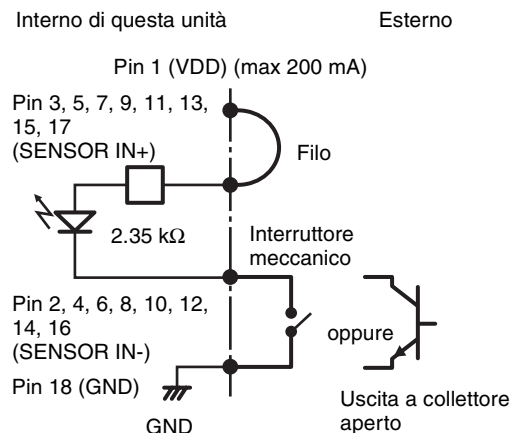 Interno di questa unità
Esterno
Pin 1 (VDD) (max 200 mA)
Pin 3, 5, 7, 9, 11, 13,
15, 17
(SENSOR IN+)
Filo
2.35 kΩ
Interruttore
meccanico
Pin 2, 4, 6, 8, 10, 12,
14, 16
(SENSOR IN-)
oppure
Pin 18 (GND)
GND
Uscita a collettore
aperto